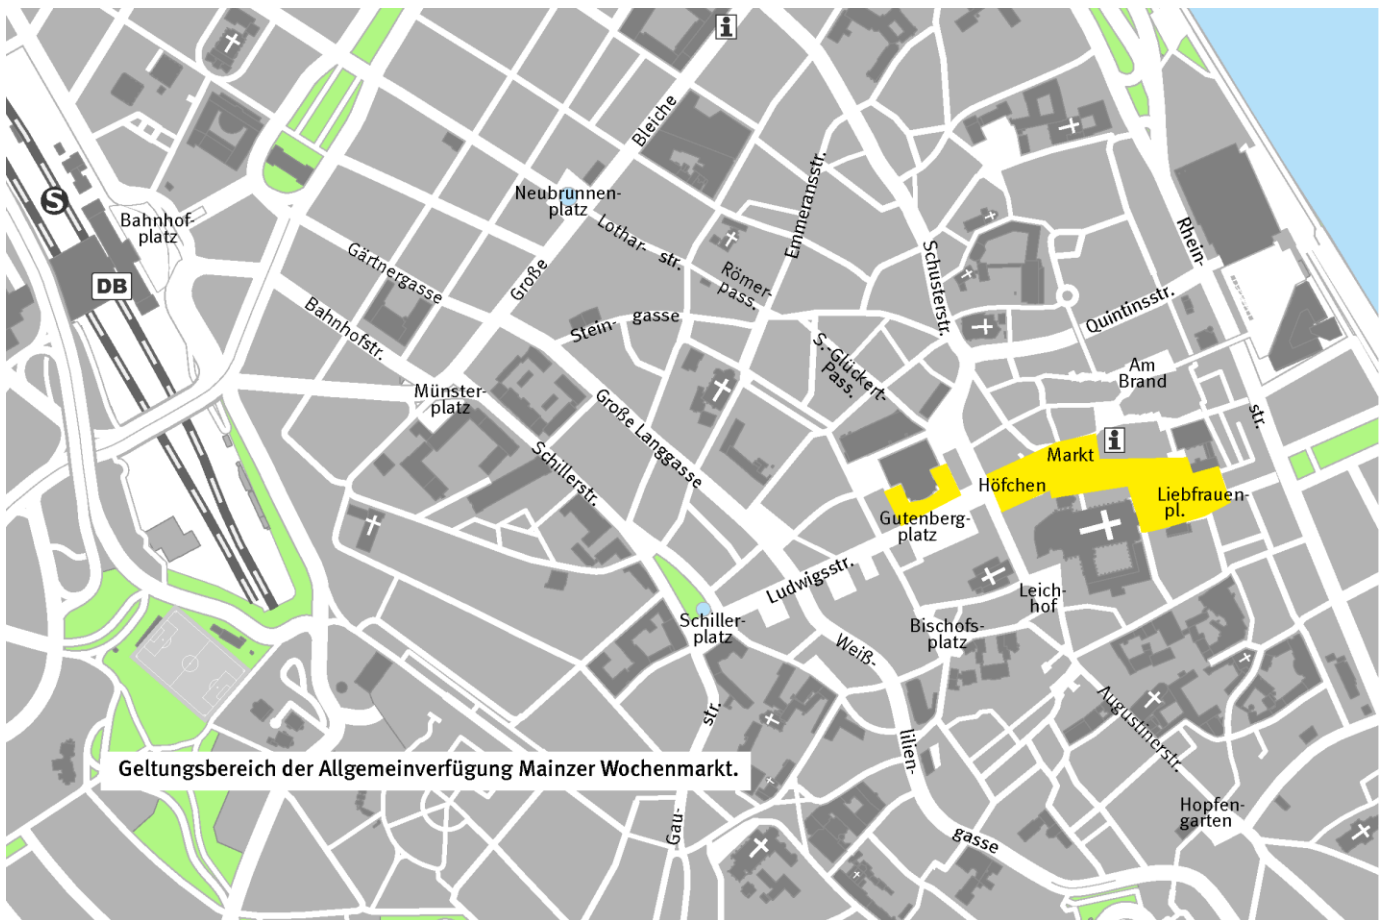 i
Bleiche
Neubrunnen-
platz
Emmeransstr.
S
Bahnhof-
platz
Lothar-
str.
Rhein-
Gärtnergasse
Große
Römer-
pass.
Schusterstr.
DB
Bahnhofstr.
Stein-
gasse
Quintinsstr.
S.-Glückert-
Pass.
Am
Brand
Münster-
platz
Große Langgasse
str.
i
Markt
Schillerstr.
Höfchen
Liebfrauen-
pl.
Gutenberg-
platz
Ludwigsstr.
Leich-
hof
Schiller-
platz
Bischofs-
platz
Weiß-
str.
Augustinerstr.
lilien-
Geltungsbereich der Allgemeinverfügung Mainzer Wochenmarkt.
Hopfen-
garten
Gau-
gasse